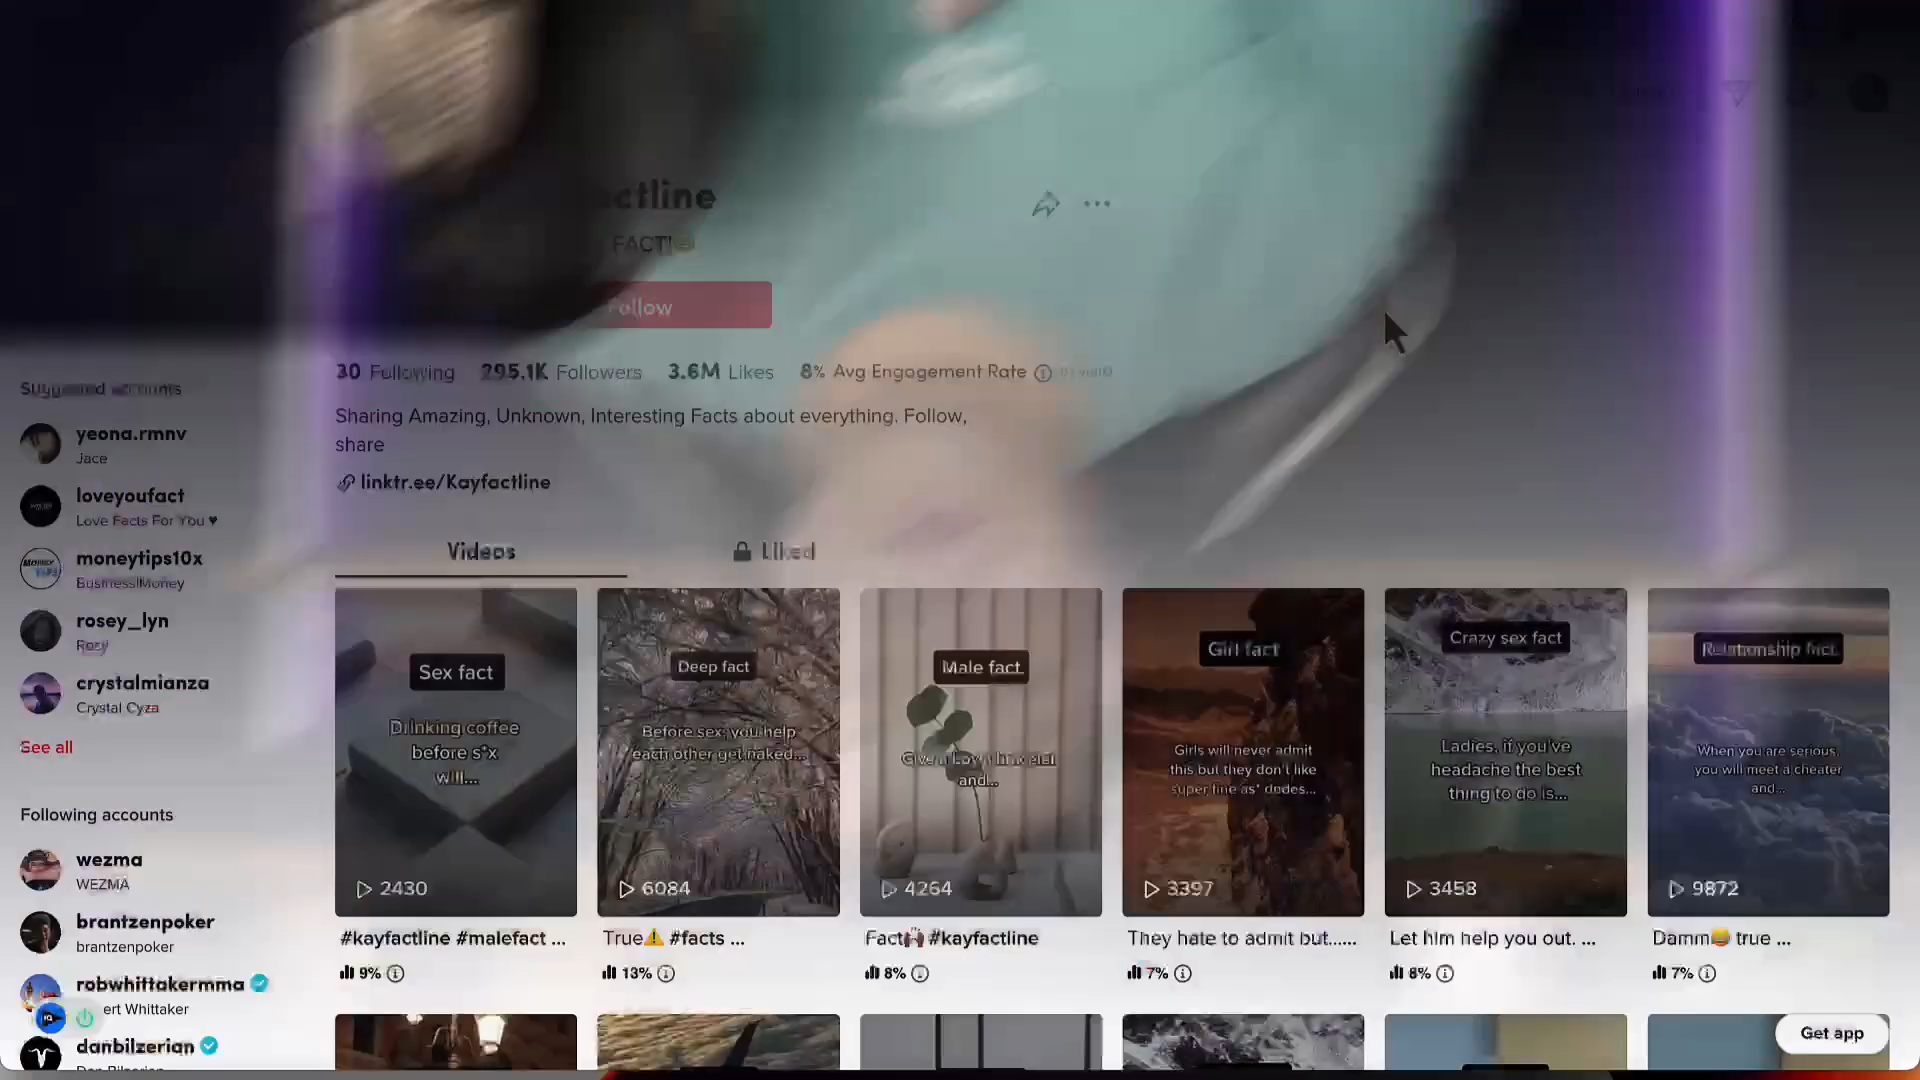 ctline
FACT!
Follow
30 Following 295.1K Followers 3.6M Likes 8% Avg Engagement Rate
Sharing Amazing, Unknown, Interesting Facts about everything. Follow,
share
linktr.ee/Kayfactline
Videos
Liked
Suggested accounts
yeona.rmnv
Jace
loveyoufact
Love Facts For You ♥
moneytips10x
Business|Money
rosey_lyn
Rozy
crystalmianza
Crystal Cyza
See all
Following accounts
wezma
WEZMA
brantzenpoker
brantzenpoker
robwhittakermma
ert Whittaker
danbilzerian
Sex fact
Drinking coffee
before s*x
will...
2430
#kayfactline #malefact ...
9%
Deep fact
Before sex, you help
each other get naked...
6084
True⚠️ #facts ...
13%
Male fact.
and...
4264
Fact🙌 #kayfactline
8%
Girl fact
Girls will never admit
this but they don't like
super fine as* dudes...
3397
They hate to admit but......
7%
Crazy sex fact
Ladies, if you've
headache the best
thing to do is...
3458
Let him help you out. ...
8%
Relationship fact.
When you are serious,
you will meet a cheater
and...
9872
Damm😂 true ...
7%
Get app